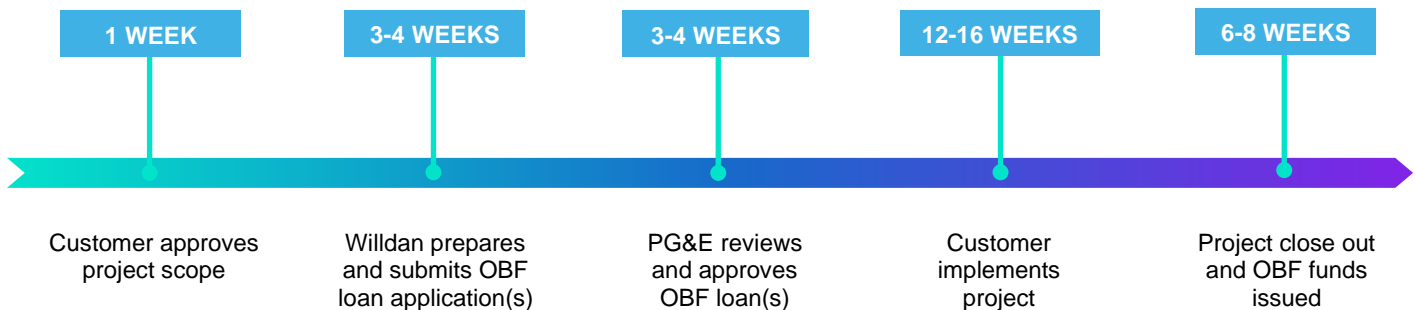 1 WEEK
3-4 WEEKS
3-4 WEEKS
12-16 WEEKS
6-8 WEEKS
Customer approves
project scope
Willdan prepares
and submits OBF
loan application(s)
PG&E reviews
and approves
OBF loan(s)
Customer
implements
project
Project close out
and OBF funds
issued